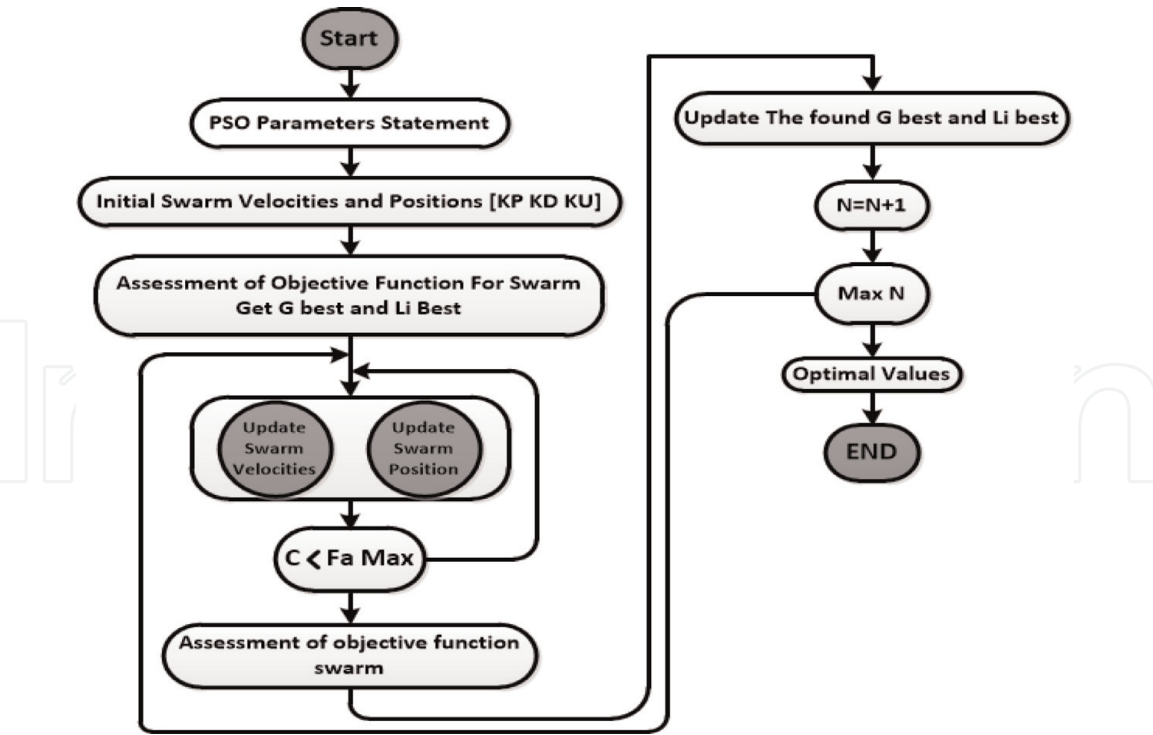 Start
PSO Parameters Statement
Initial Swarm Velocities and Positions [KP KD KU]
Assessment of Objective Function For Swarm
Get G best and Li Best
Update
Swarm
Velocities
Update
Swarm
Position
C < Fa Max
Assessment of objective function
swarm
Update The found G best and Li best
N=N+1
Max N
Optimal Values
END